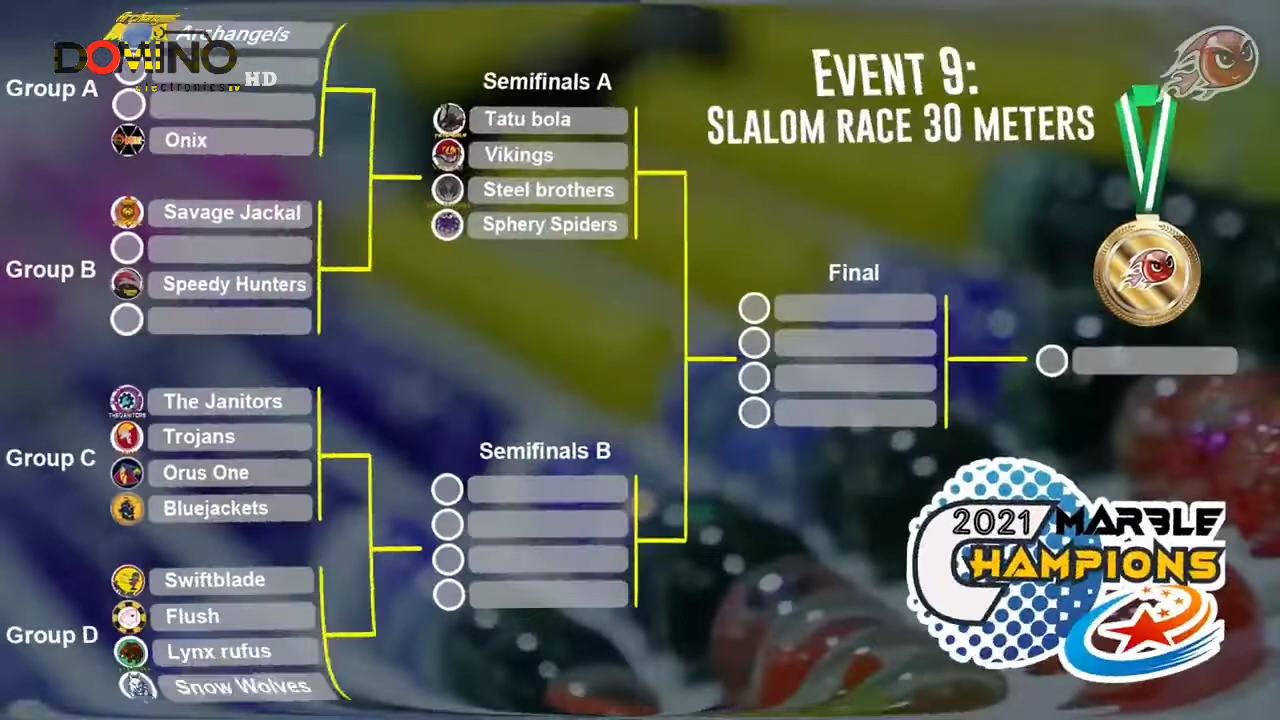 Archangels
DOMINO
electronics TV
HD
Group A
Onix
Savage Jackal
Group B
Speedy Hunters
The Janitors
Trojans
Group C
Orus One
Bluejackets
Swiftblade
Flush
Group D
Lynx rufus
Snow Wolves
Semifinals A
Tatu bola
Vikings
Steel brothers
Sphery Spiders
Semifinals B
Final
EVENT 9:
SLALOM RACE 30 METERS
2021 MARBLE
CHAMPIONS